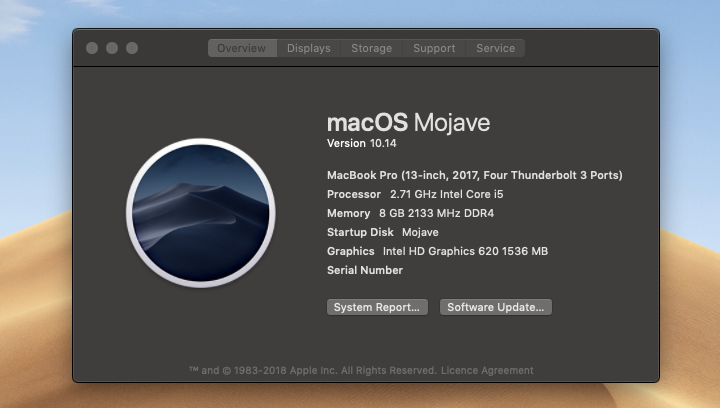 Overview Displays Storage Support Service
macOS Mojave
Version 10.14
MacBook Pro (13-inch, 2017, Four Thunderbolt 3 Ports)
Processor 2.71 GHz Intel Core i5
Memory 8 GB 2133 MHz DDR4
Startup Disk Mojave
Graphics Intel HD Graphics 620 1536 MB
Serial Number
System Report... Software Update...
™ and © 1983-2018 Apple Inc. All Rights Reserved. Licence Agreement